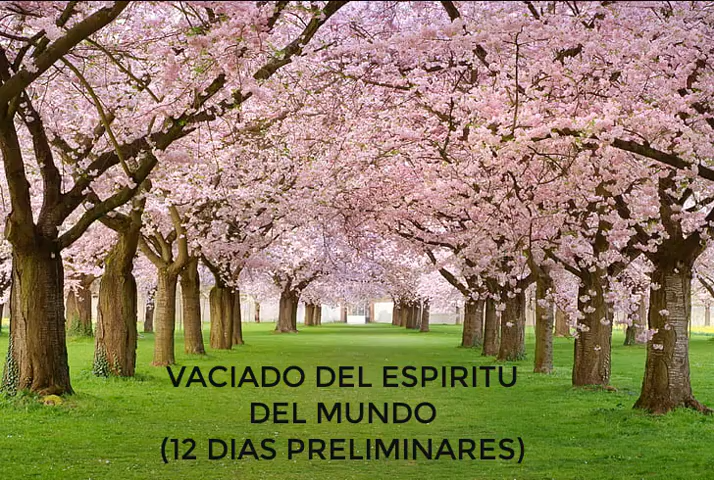 VACIADO DEL ESPIRITU
DEL MUNDO
(12 DIAS PRELIMINARES)